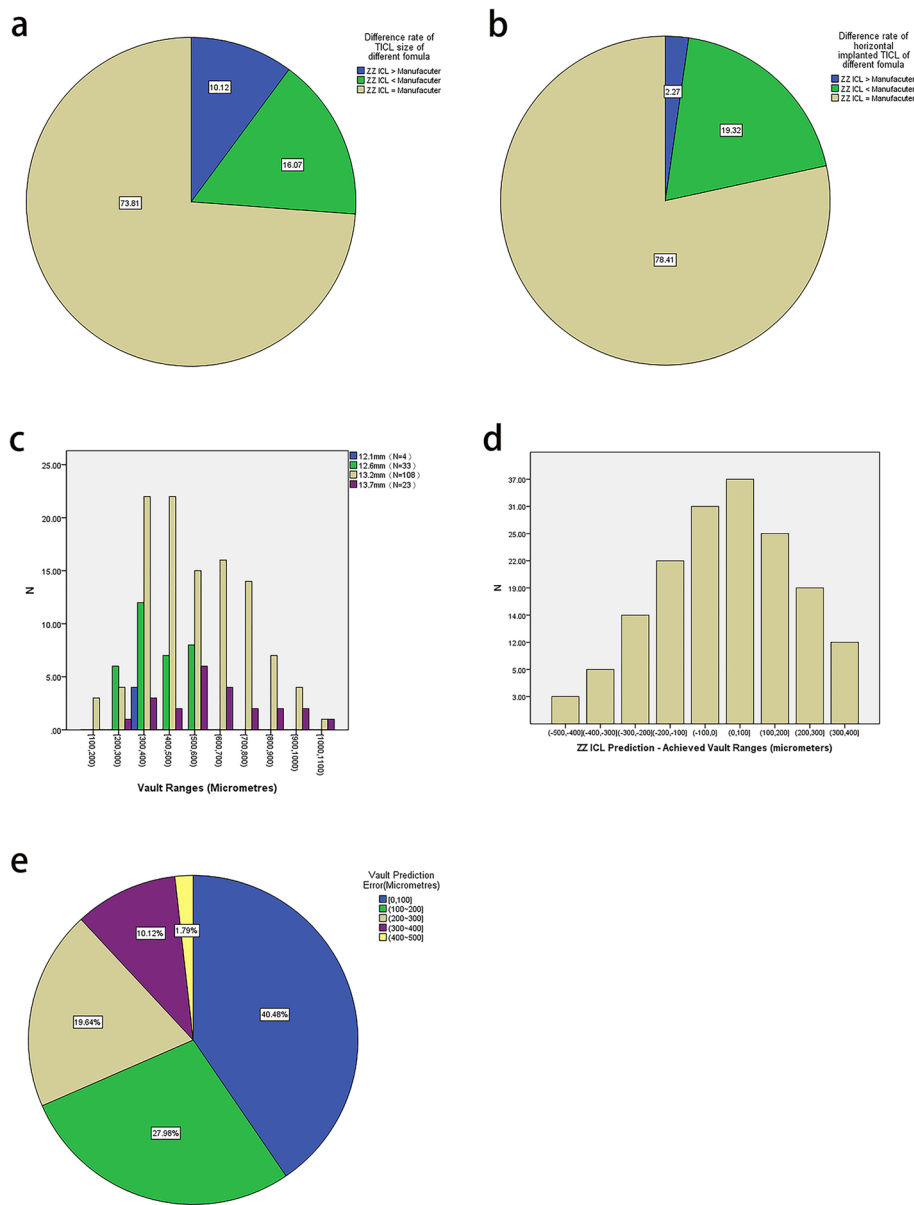 a
Difference rate of
TICL size of
different fomula
ZZ ICL > Manufacuter
ZZ ICL < Manufacuter
ZZ ICL = Manufacuter
10.12
16.07
73.81
b
Difference rate of
horizontal
implanted TICL of
different fomula
ZZ ICL > Manufacuter
ZZ ICL < Manufacuter
ZZ ICL = Manufacuter
2.27
19.32
78.41
c
12.1mm（N=4）
12.6mm（N=33）
13.2mm（N=108）
13.7mm（N=23）
25.00
20.00
15.00
10.00
5.00
.00
N
[100,200)
[200,300)
[300,400)
[400,500)
[500,600)
[600,700)
[700,800)
[800,900)
[900,1000)
[1000,1100)
Vault Ranges (Micrometres)
d
37.00
31.00
25.00
22.00
19.00
14.00
12.00
5.00
3.00
N
(-500,-400] (-400,-300] (-300,-200] (-200,-100] (-100,0] (0,100] (100,200] (200,300] (300,400]
ZZ ICL Prediction - Achieved Vault Ranges (micrometers)
e
Vault Prediction
Error(Micrometres)
[0,100]
(100~200]
(200~300]
(300~400]
(400~500]
1.79%
10.12%
40.48%
19.64%
27.98%